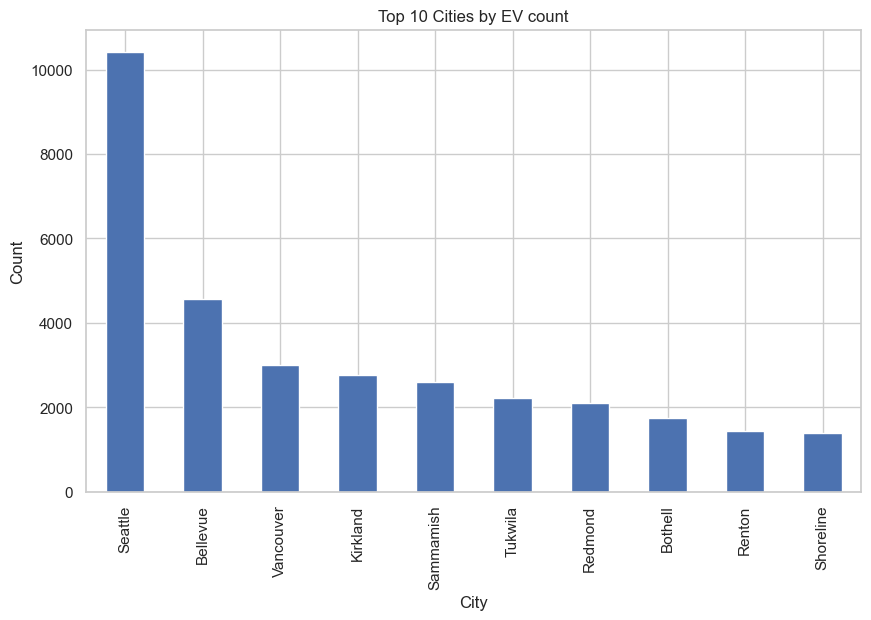 Top 10 Cities by EV count
Count
10000
8000
6000
4000
2000
0
Seattle
Bellevue
Vancouver
Kirkland
Sammamish
Tukwila
Redmond
Bothell
Renton
Shoreline
City